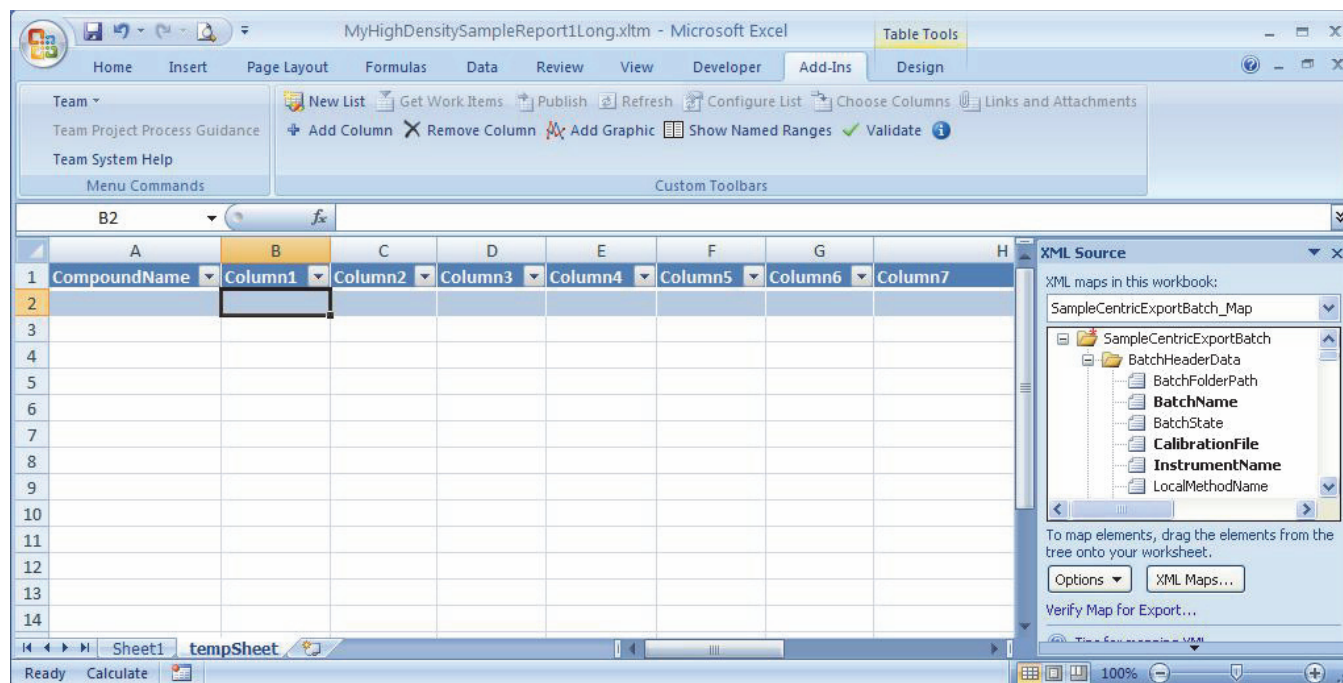 MyHighDensitySampleReport1Long.xltm - Microsoft Excel Table Tools
Home Insert Page Layout Formulas Data Review View Developer Add-Ins Design
Team New List Get Work Items Publish Refresh Configure List Choose Columns Links and Attachments
Team Project Process Guidance Add Column Remove Column Add Graphic Show Named Ranges Validate
Team System Help
Menu Commands Custom Toolbars
B2 fx
A B C D E F G H
1 CompoundName Column1 Column2 Column3 Column4 Column5 Column6 Column7
2
3
4
5
6
7
8
9
10
11
12
13
14
XML Source
XML maps in this workbook:
SampleCentricExportBatch_Map
SampleCentricExportBatch
BatchHeaderData
BatchFolderPath
BatchName
BatchState
CalibrationFile
InstrumentName
LocalMethodName
To map elements, drag the elements from the
tree onto your worksheet.
Options XML Maps...
Verify Map for Export...
Tips for mapping XML
Sheet1 tempSheet
Ready Calculate 100%